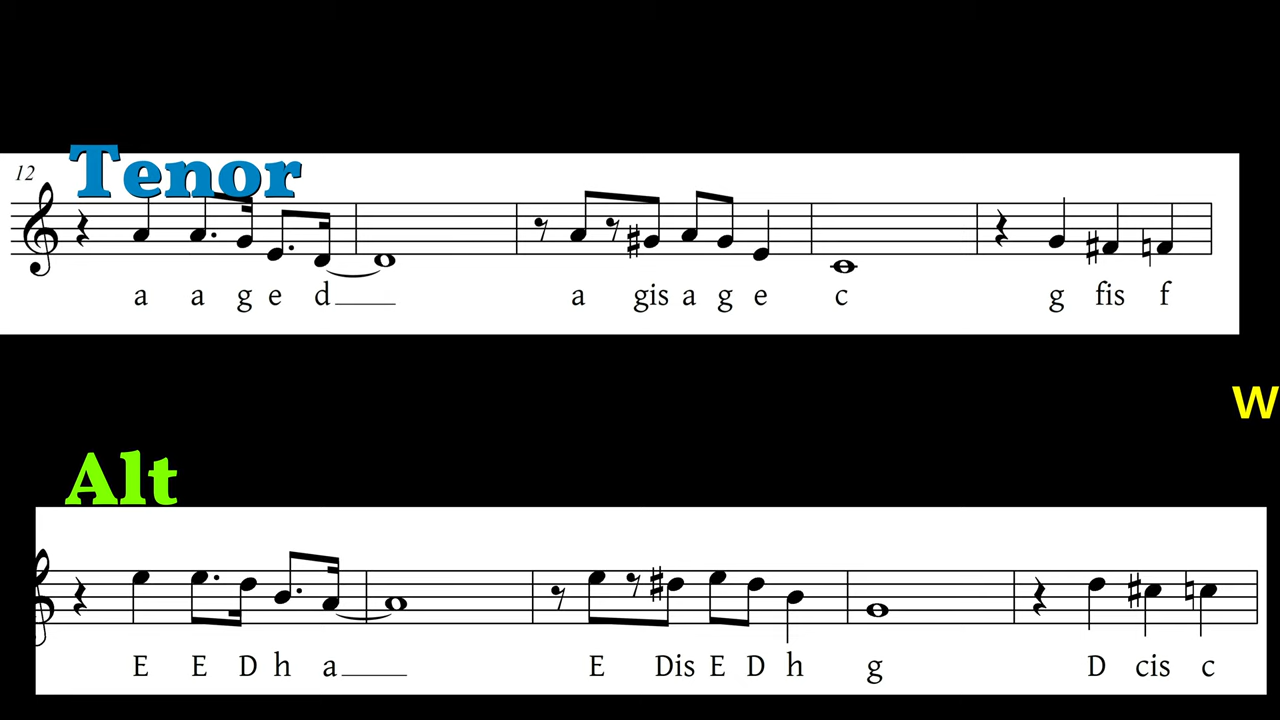 Tenor
12
a a g e d a gis a g e c g fis f
W
Alt
E E D h a E Dis E D h g D cis c